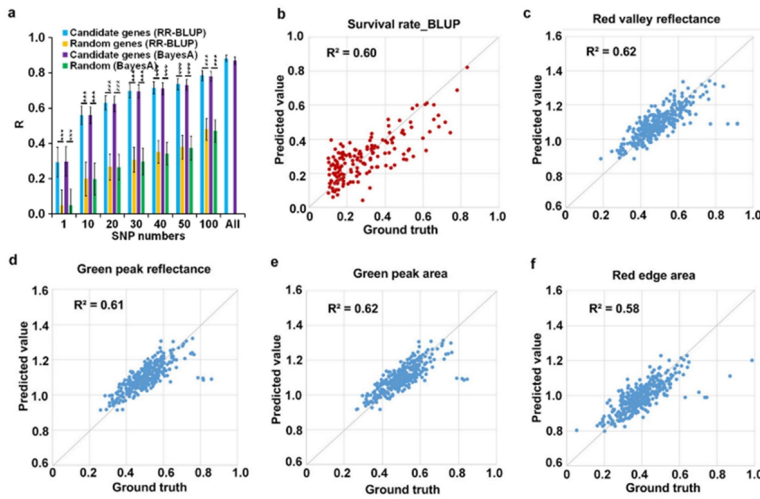 a
Candidate genes (RR-BLUP)
Random genes (RR-BLUP)
Candidate genes (BayesA)
Random (BayesA)
R
1.0
0.8
0.6
0.4
0.2
0.0
1 10 20 30 40 50 100 All
SNP numbers
b
Survival rate_BLUP
R² = 0.60
Predicted value
1.0
0.8
0.6
0.4
0.2
0.0
0.0 0.2 0.4 0.6 0.8 1.0
Ground truth
c
Red valley reflectance
R² = 0.62
Predicted value
1.6
1.4
1.2
1.0
0.8
0.6
0 0.2 0.4 0.6 0.8 1.0
Ground truth
d
Green peak reflectance
R² = 0.61
Predicted value
1.6
1.4
1.2
1.0
0.8
0.6
0 0.2 0.4 0.6 0.8 1.0
Ground truth
e
Green peak area
R² = 0.62
Predicted value
1.6
1.4
1.2
1.0
0.8
0.6
0 0.2 0.4 0.6 0.8 1.0
Ground truth
f
Red edge area
R² = 0.58
Predicted value
1.6
1.4
1.2
1.0
0.8
0.6
0 0.2 0.4 0.6 0.8 1.0
Ground truth